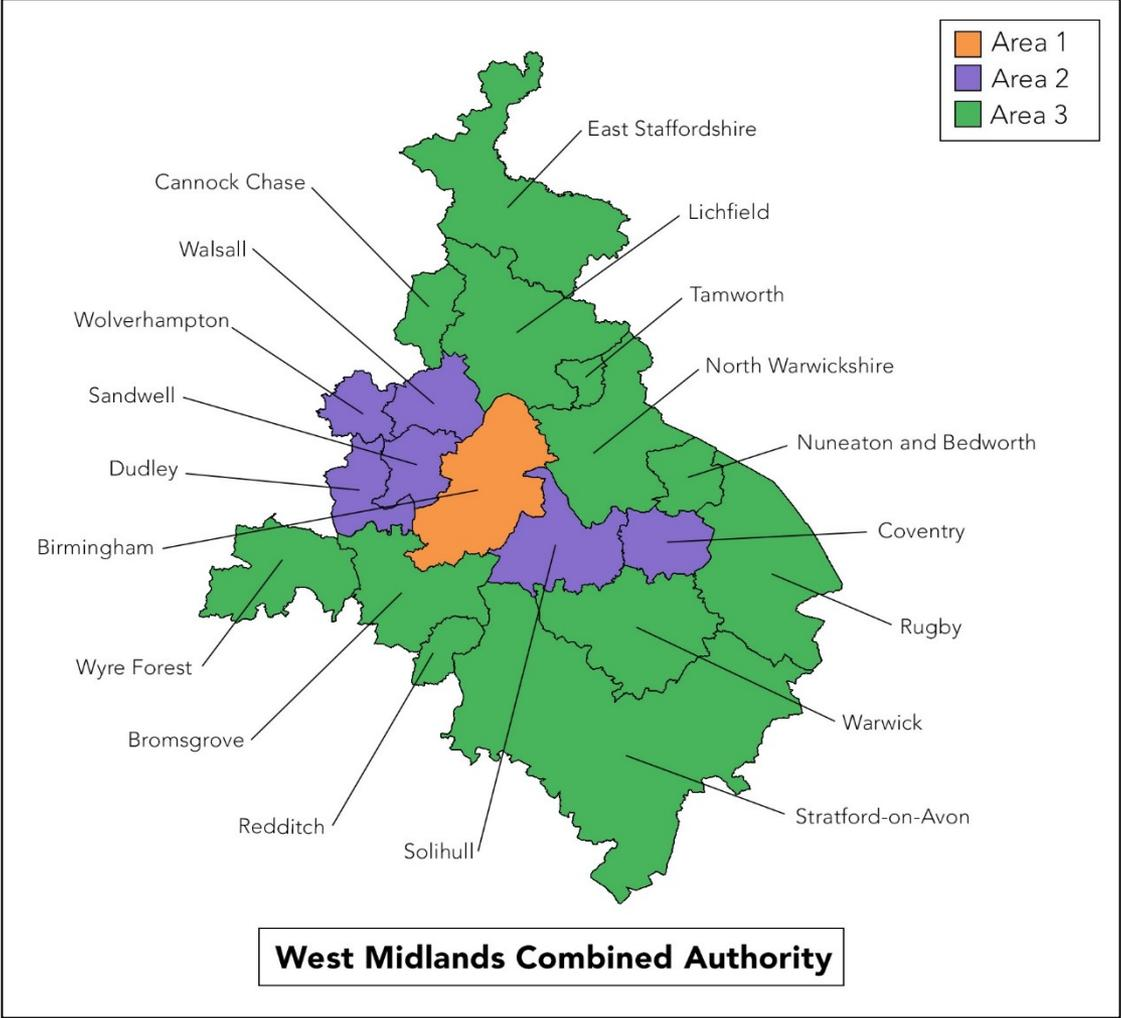 Area 1
Area 2
Area 3
East Staffordshire
Cannock Chase
Lichfield
Walsall
Tamworth
Wolverhampton
North Warwickshire
Sandwell
Nuneaton and Bedworth
Dudley
Coventry
Birmingham
Rugby
Wyre Forest
Warwick
Bromsgrove
Stratford-on-Avon
Redditch
Solihull
West Midlands Combined Authority